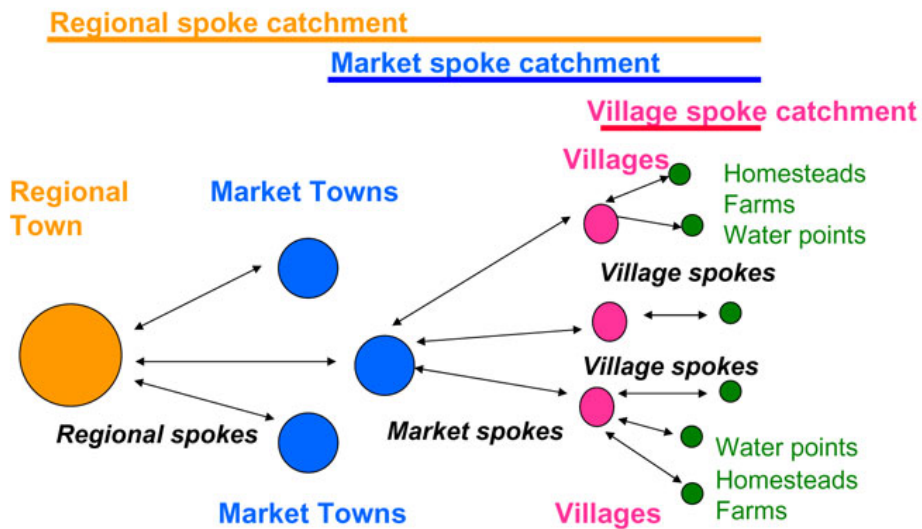 Regional spoke catchment
Market spoke catchment
Village spoke catchment
Villages
Regional
Town
Market Towns
Homesteads
Farms
Water points
Village spokes
Village spokes
Regional spokes
Market spokes
Water points
Homesteads
Farms
Market Towns
Villages